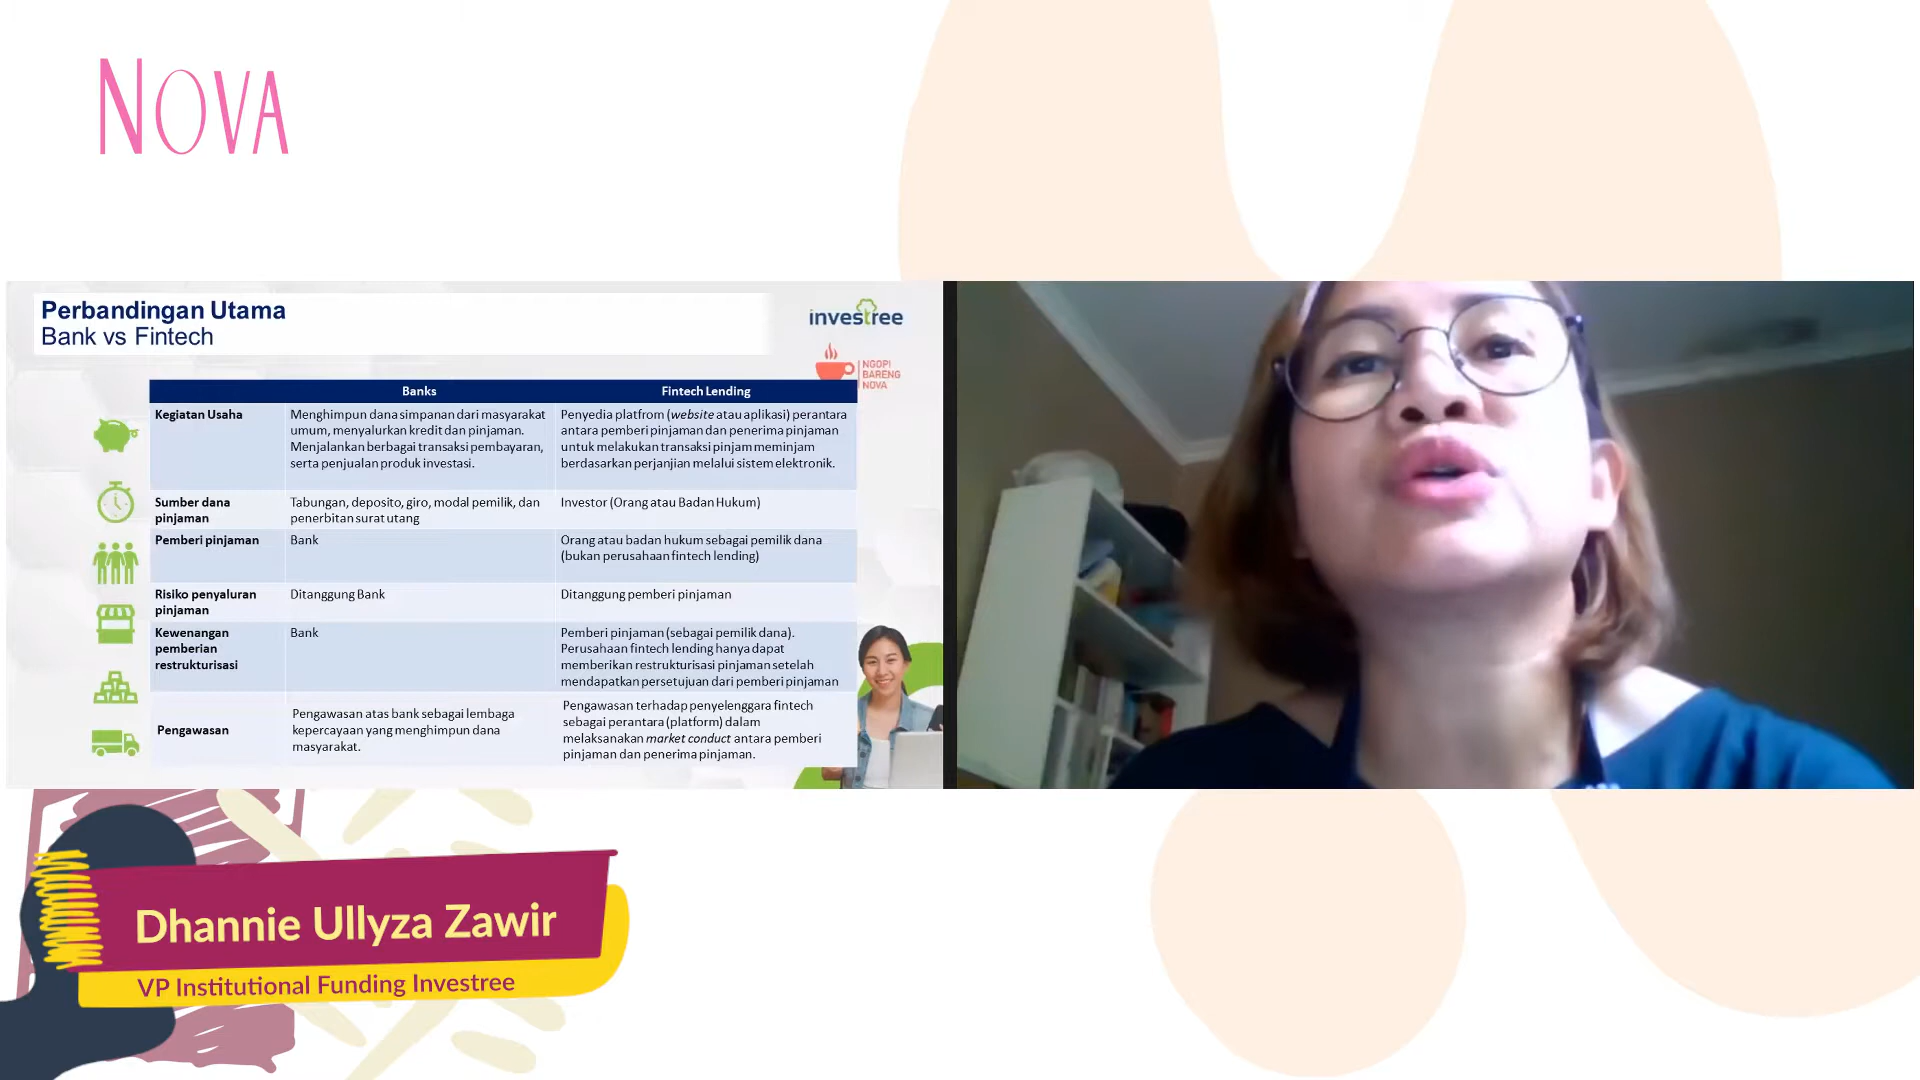 NOVA
Perbandingan Utama
Bank vs Fintech
investree
NGOPI
BARENG
NOVA
Banks
Fintech Lending
Kegiatan Usaha
Menghimpun dana simpanan dari masyarakat
umum, menyalurkan kredit dan pinjaman.
Menjalankan berbagai transaksi pembayaran,
serta penjualan produk investasi.
Penyedia platfrom (website atau aplikasi) perantara
antara pemberi pinjaman dan penerima pinjaman
untuk melakukan transaksi pinjam meminjam
berdasarkan perjanjian melalui sistem elektronik.
Sumber dana
pinjaman
Tabungan, deposito, giro, modal pemilik, dan
penerbitan surat utang
Investor (Orang atau Badan Hukum)
Pemberi pinjaman
Bank
Orang atau badan hukum sebagai pemilik dana
(bukan perusahaan fintech lending)
Risiko penyaluran
pinjaman
Ditanggung Bank
Ditanggung pemberi pinjaman
Kewenangan
pemberian
restrukturisasi
Bank
Pemberi pinjaman (sebagai pemilik dana).
Perusahaan fintech lending hanya dapat
memberikan restrukturisasi pinjaman setelah
mendapatkan persetujuan dari pemberi pinjaman
Pengawasan
Pengawasan atas bank sebagai lembaga
kepercayaan yang menghimpun dana
masyarakat.
Pengawasan terhadap penyelenggara fintech
sebagai perantara (platform) dalam
melaksanakan market conduct antara pemberi
pinjaman dan penerima pinjaman.
Dhannie Ullyza Zawir
VP Institutional Funding Investree